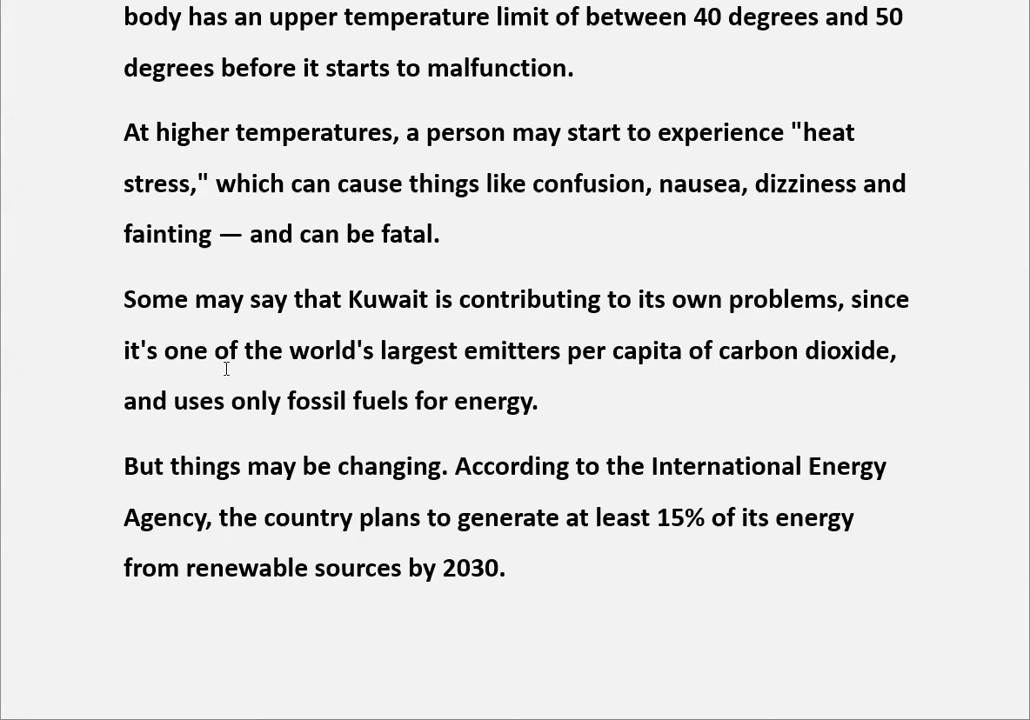 body has an upper temperature limit of between 40 degrees and 50
degrees before it starts to malfunction.
At higher temperatures, a person may start to experience "heat
stress," which can cause things like confusion, nausea, dizziness and
fainting — and can be fatal.
Some may say that Kuwait is contributing to its own problems, since
it's one of the world's largest emitters per capita of carbon dioxide,
and uses only fossil fuels for energy.
But things may be changing. According to the International Energy
Agency, the country plans to generate at least 15% of its energy
from renewable sources by 2030.